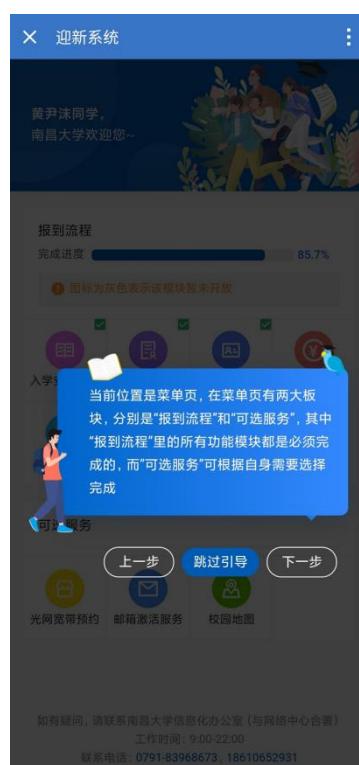 迎新系统
黄尹沫同学，
南昌大学欢迎您~
报到流程
完成进度 85.7%
图标为灰色表示该模块暂未开放
入学
当前位置是菜单页，在菜单页有两大板
块，分别是“报到流程”和“可选服务”，其中
“报到流程”里的所有功能模块都是必须完
成的，而“可选服务”可根据自身需要选择
完成
可选服务
上一步 跳过引导 下一步
光网宽带预约 邮箱激活服务 校园地图
如有疑问，请联系南昌大学信息化办公室（与网络中心合署）
工作时间：9:00-22:00
联系电话：0791-83968673、18610652931